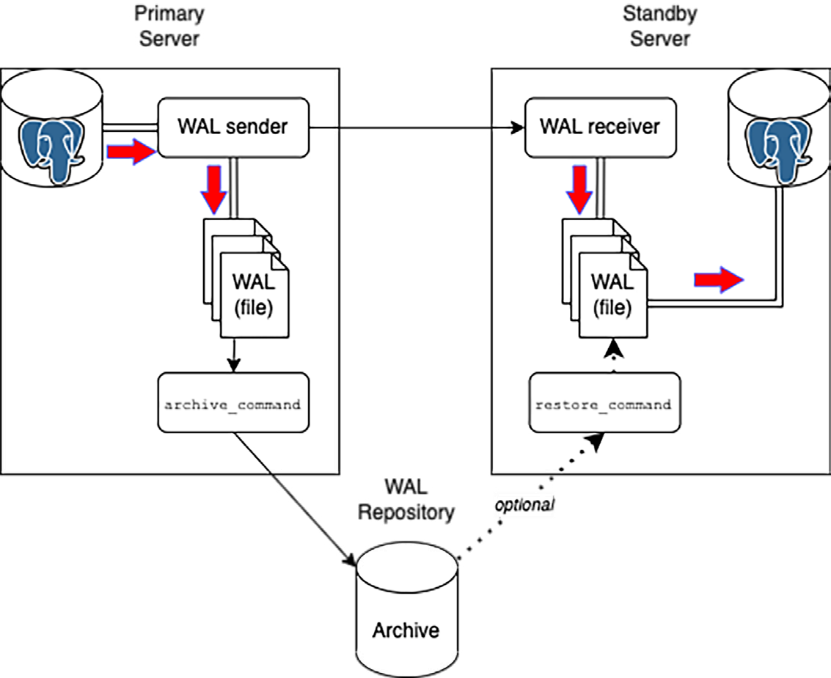 Primary
Server
Standby
Server
WAL sender
WAL receiver
WAL
(file)
WAL
(file)
archive_command
restore_command
WAL
Repository
optional
Archive